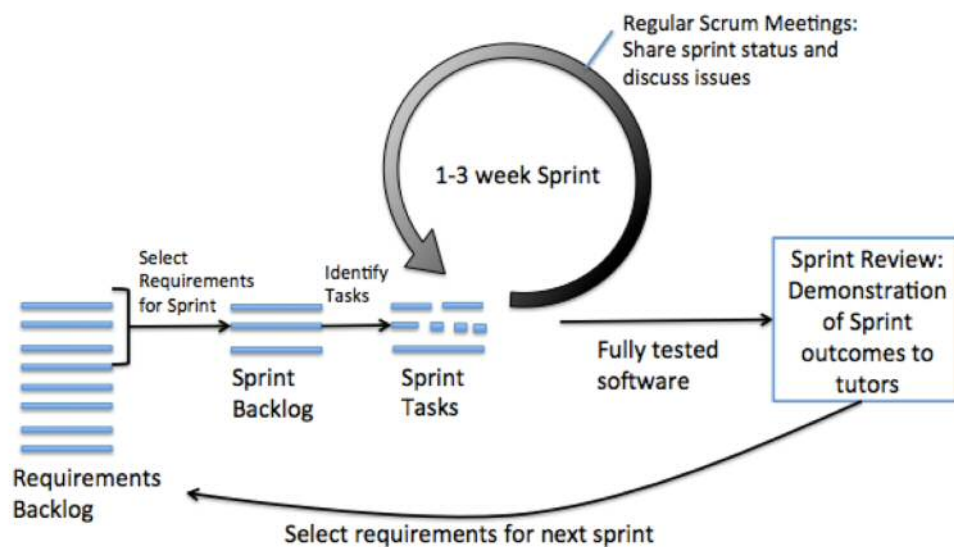 Regular Scrum Meetings:
Share sprint status and
discuss issues
1-3 week Sprint
Select
Requirements
for Sprint
Identify
Tasks
Sprint Review:
Demonstration
of Sprint
outcomes to
tutors
Fully tested
software
Sprint
Backlog
Sprint
Tasks
Requirements
Backlog
Select requirements for next sprint